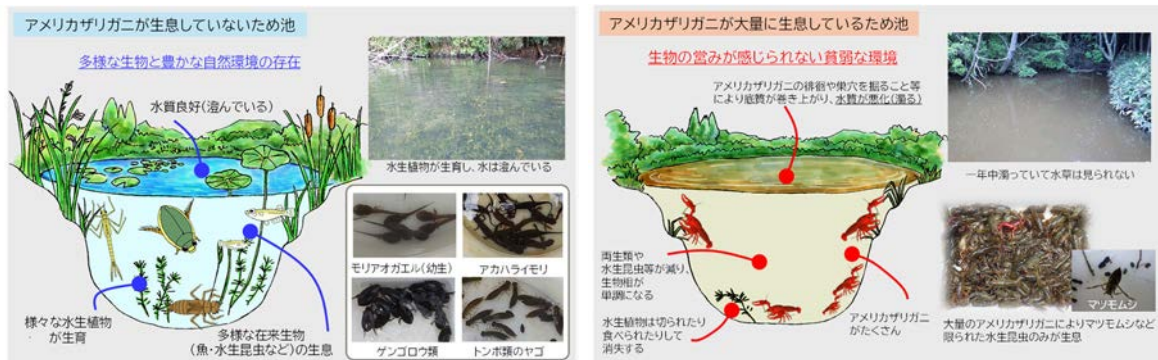 アメリカザリガニが生息していないため池
多様な生物と豊かな自然環境の存在
水質良好(澄んでいる)
水生植物が生育し、水は澄んでいる
モリアオガエル(幼生)
アカハライモリ
ゲンゴロウ類
トンボ類のヤゴ
様々な水生植物
が生育
多様な在来生物
(魚・水生昆虫など)の生息
アメリカザリガニが大量に生息しているため池
生物の営みが感じられない貧弱な環境
アメリカザリガニの徘徊や巣穴を掘ること等
により底質が巻き上がり、水質が悪化(濁る)
一年中濁っていて水草は見られない
両生類や
水生昆虫等が減り、
生物相が
単調になる
水生植物は切られたり
食べられたりして
消失する
アメリカザリガニ
がたくさん
マツモムシ
大量のアメリカザリガニによりマツモムシなど
限られた水生昆虫のみが生息